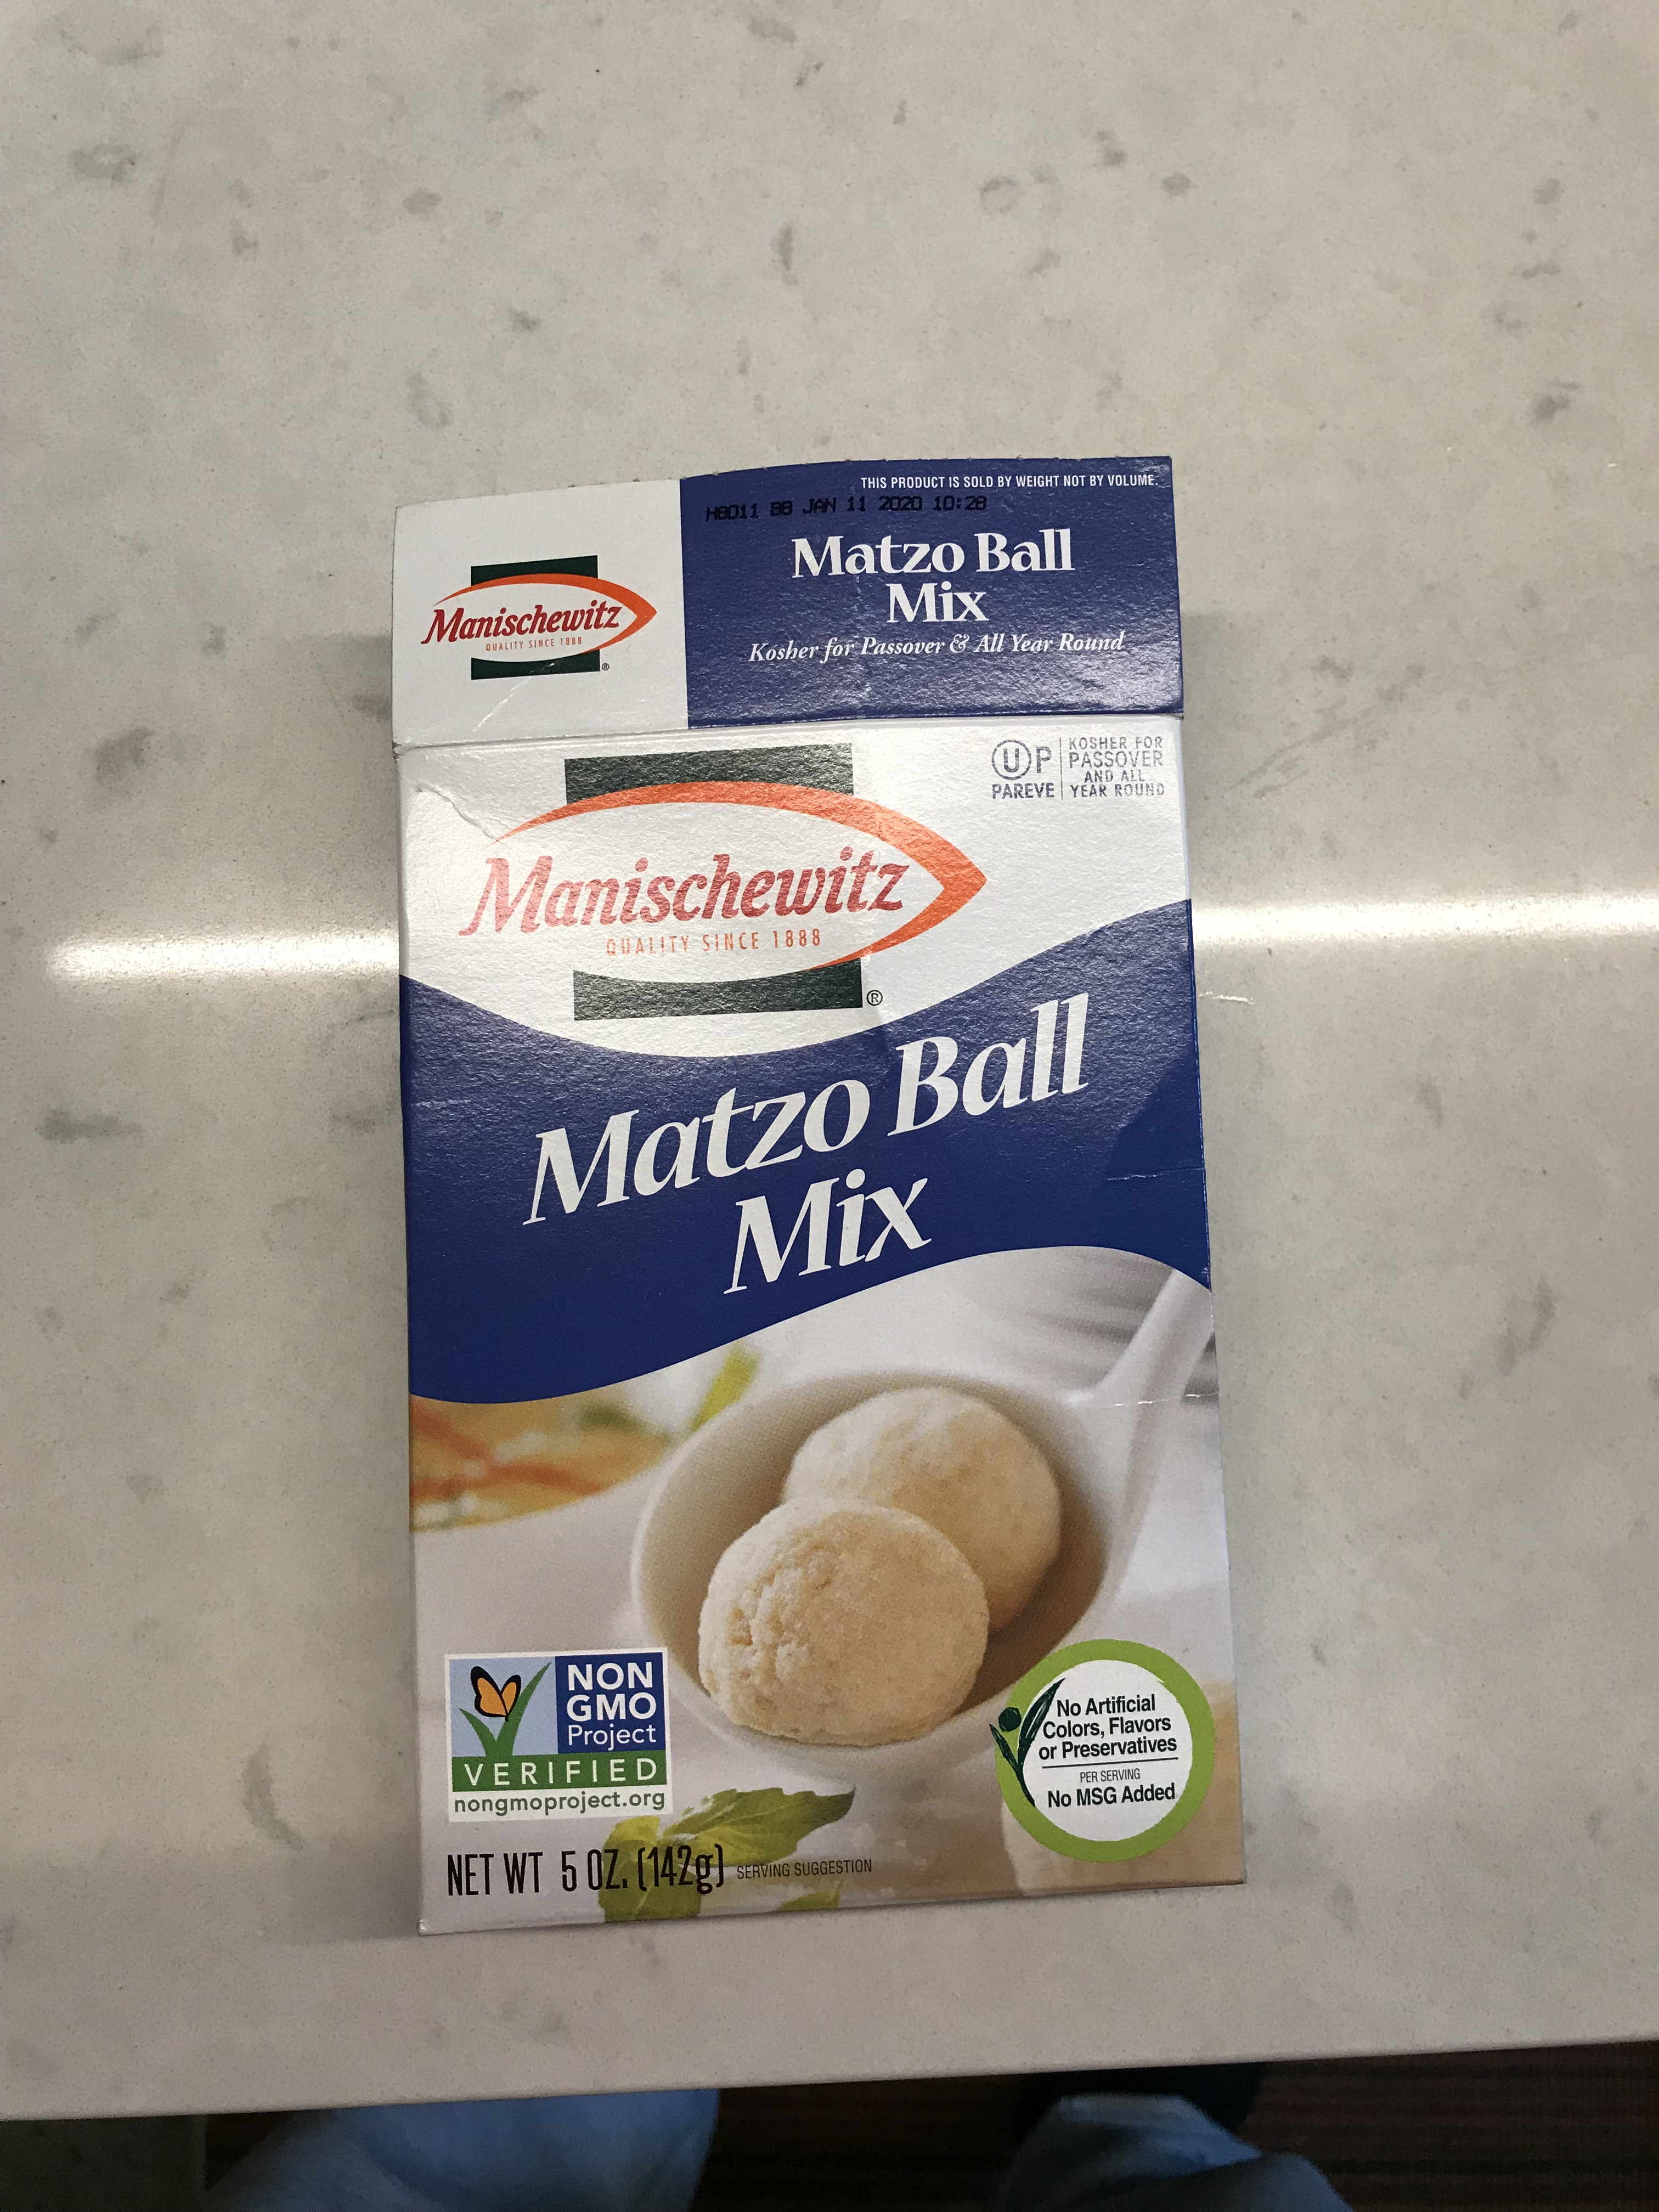 THIS PRODUCT IS SOLD BY WEIGHT NOT BY VOLUME.
H8011 BB JAN 11 2020 10:28
Matzo Ball
Mix
Kosher for Passover & All Year Round
Manischewitz
QUALITY SINCE 1888
®
U P
PAREVE
KOSHER FOR
PASSOVER
AND ALL
YEAR ROUND
Manischewitz
QUALITY SINCE 1888
®
Matzo Ball
Mix
NON
GMO
Project
VERIFIED
nongmoproject.org
No Artificial
Colors, Flavors
or Preservatives
PER SERVING
No MSG Added
NET WT 5 OZ. (142g) SERVING SUGGESTION